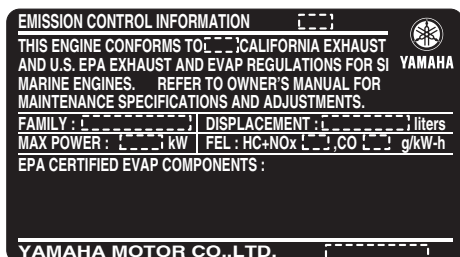 EMISSION CONTROL INFORMATION
THIS ENGINE CONFORMS TO CALIFORNIA EXHAUST
AND U.S. EPA EXHAUST AND EVAP REGULATIONS FOR SI
MARINE ENGINES. REFER TO OWNER'S MANUAL FOR
MAINTENANCE SPECIFICATIONS AND ADJUSTMENTS.
YAMAHA
FAMILY : DISPLACEMENT : liters
MAX POWER : kW FEL : HC+NOx ,CO g/kW-h
EPA CERTIFIED EVAP COMPONENTS :
YAMAHA MOTOR CO.,LTD.